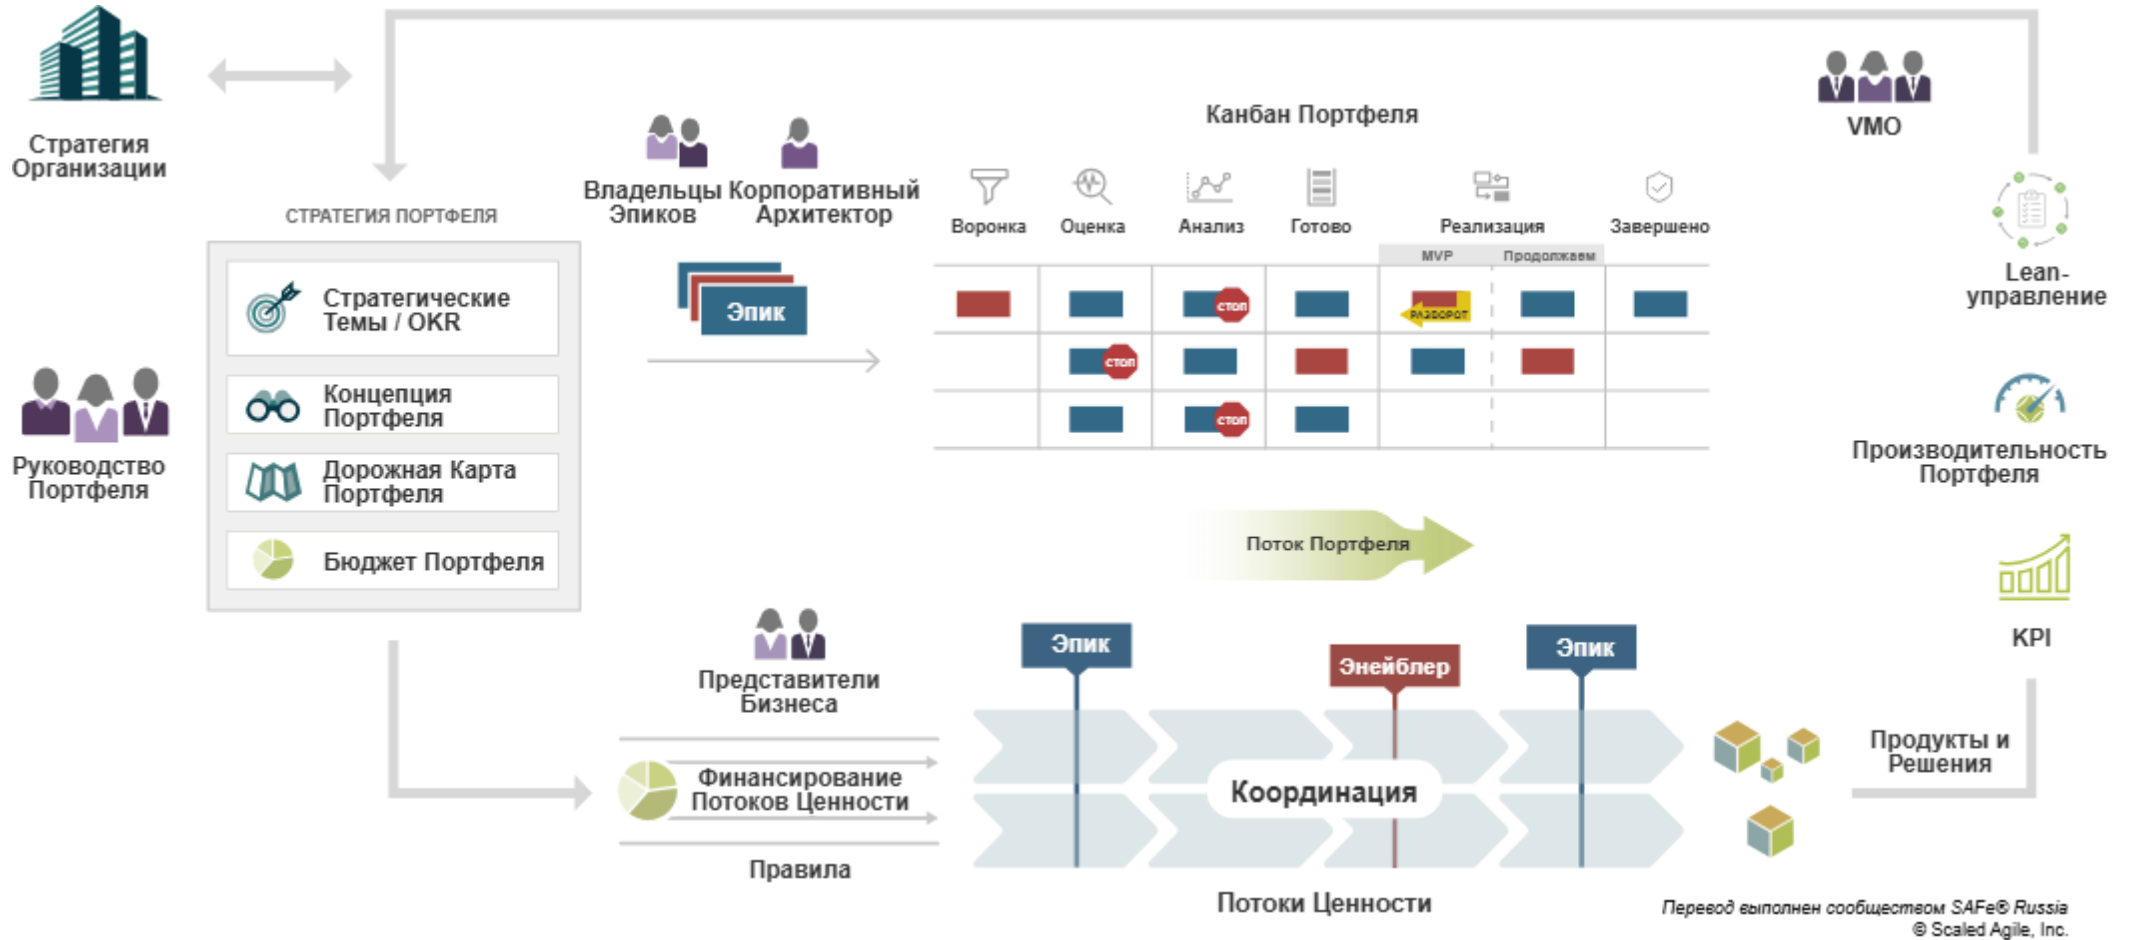 Стратегия
Организации
СТРАТЕГИЯ ПОРТФЕЛЯ
Стратегические
Темы / OKR
Концепция
Портфеля
Дорожная Карта
Портфеля
Бюджет Портфеля
Руководство
Портфеля
Владельцы
Эпиков
Корпоративный
Архитектор
Эпик
Канбан Портфеля
Воронка
Оценка
Анализ
Готово
Реализация
Завершено
MVP
Продолжаем
СТОП
РАЗВОРОТ
СТОП
СТОП
VMO
Lean-
управление
Производительность
Портфеля
KPI
Поток Портфеля
Представители
Бизнеса
Финансирование
Потоков Ценности
Правила
Эпик
Энейблер
Эпик
Координация
Потоки Ценности
Продукты и
Решения
Перевод выполнен сообществом SAFe® Russia
© Scaled Agile, Inc.